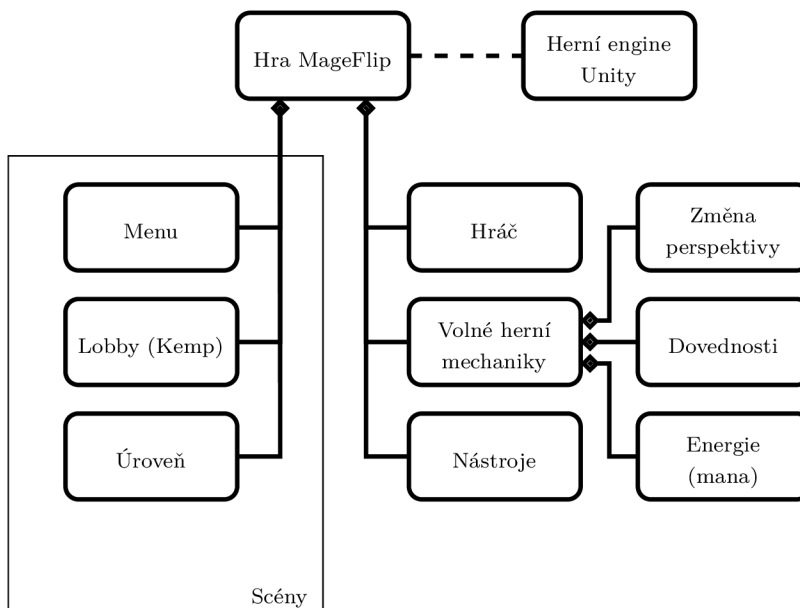 Hra MageFlip
Herní engine
Unity
Menu
Hráč
Změna
perspektivy
Lobby (Kemp)
Volné herní
mechaniky
Dovednosti
Úroveň
Nástroje
Energie
(mana)
Scény